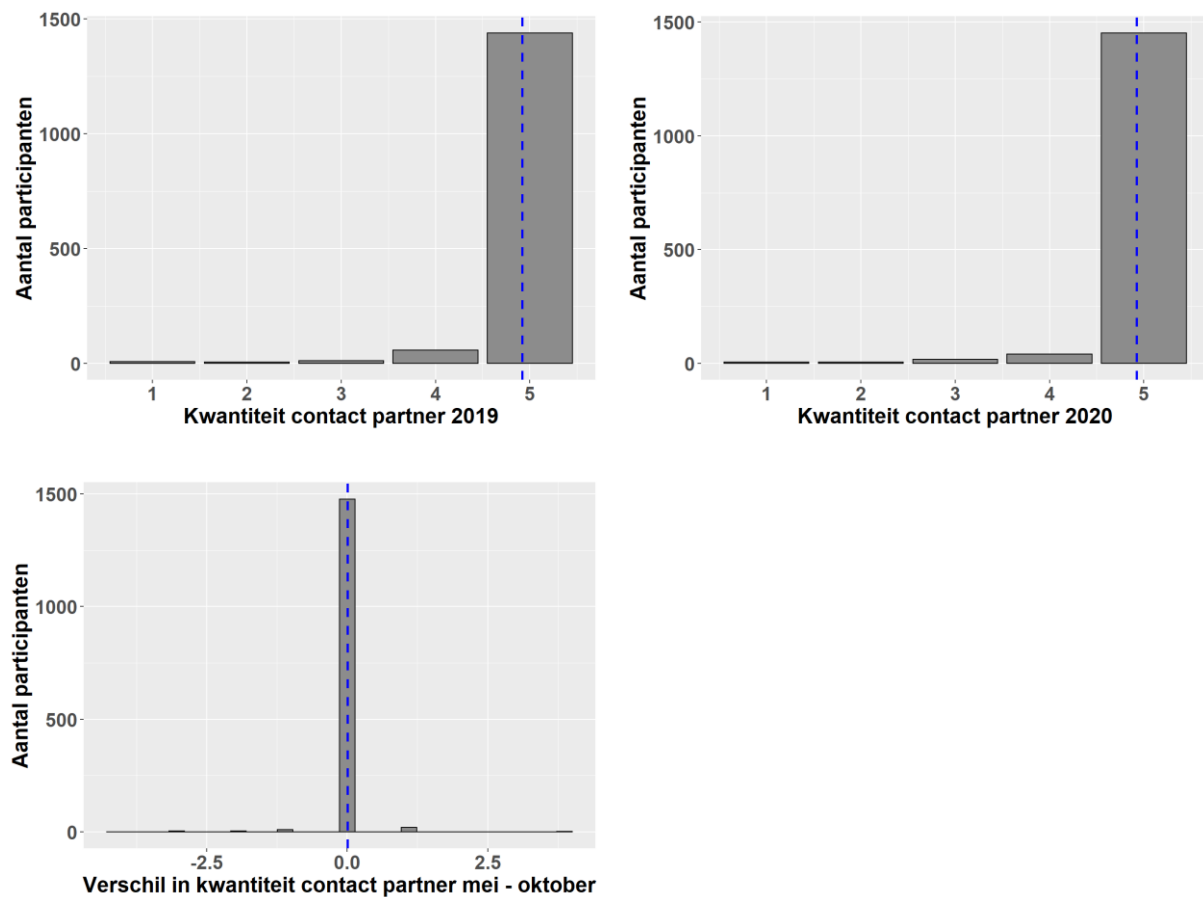 Aantal participanten
1500
1000
500
0
1 2 3 4 5
Kwantiteit contact partner 2019
Aantal participanten
1500
1000
500
0
1 2 3 4 5
Kwantiteit contact partner 2020
Aantal participanten
1500
1000
500
0
-2.5 0.0 2.5
Verschil in kwantiteit contact partner mei - oktober